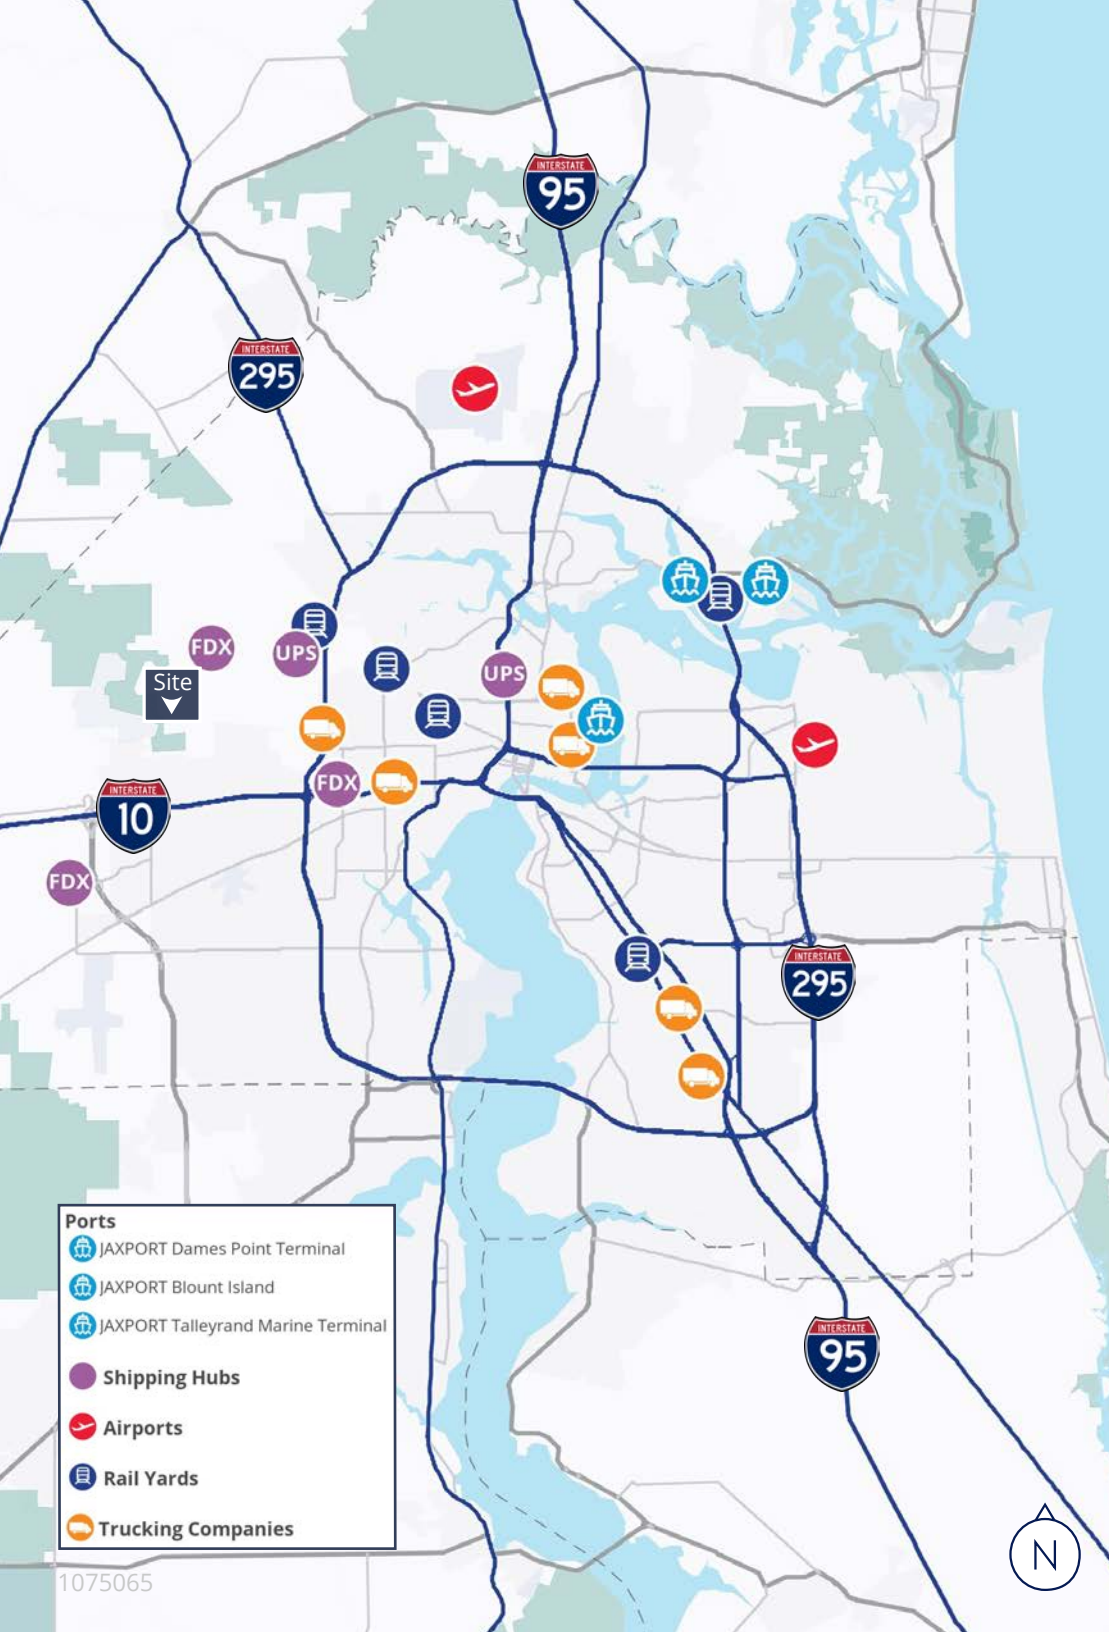 INTERSTATE
95
INTERSTATE
295
FDX
UPS
Site
UPS
FDX
INTERSTATE
10
FDX
INTERSTATE
295
Ports
JAXPORT Dames Point Terminal
JAXPORT Blount Island
JAXPORT Talleyrand Marine Terminal
Shipping Hubs
Airports
Rail Yards
Trucking Companies
INTERSTATE
95
N
1075065